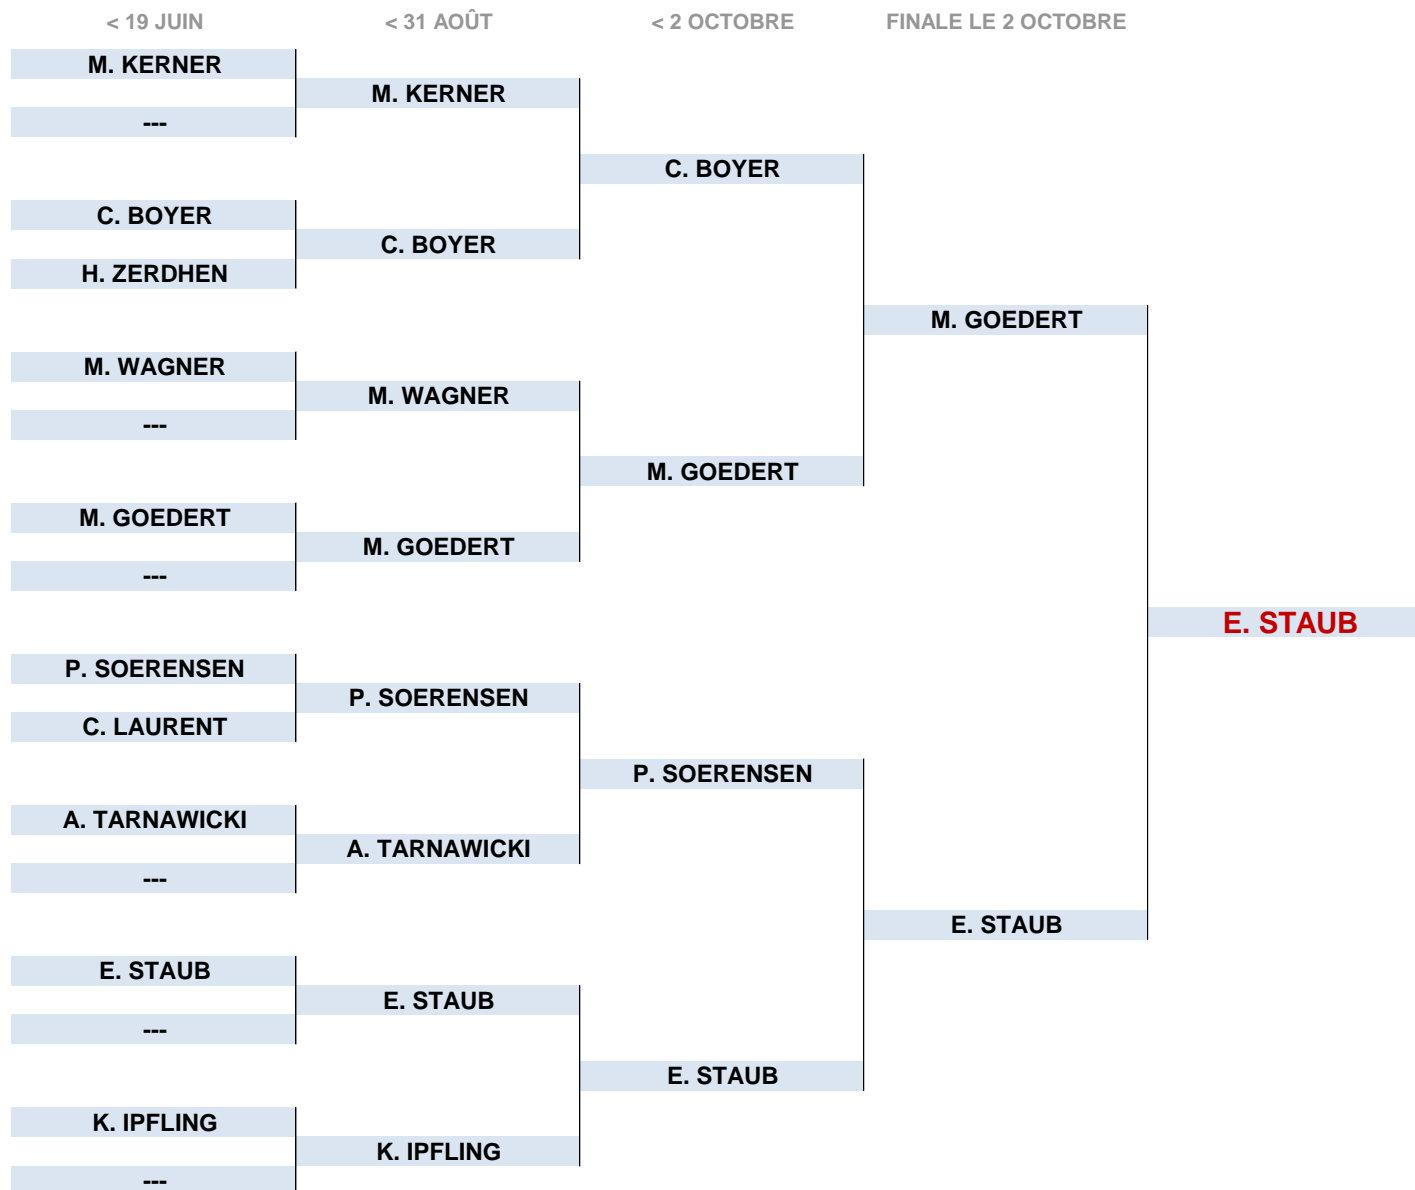 < 19 JUIN < 31 AOÛT < 2 OCTOBRE FINALE LE 2 OCTOBRE
M. KERNER
M. KERNER
---
C. BOYER
C. BOYER
C. BOYER
H. ZERDHEN
M. GOEDERT
M. WAGNER
M. WAGNER
---
M. GOEDERT
M. GOEDERT
M. GOEDERT
---
E. STAUB
P. SOERENSEN
P. SOERENSEN
C. LAURENT
P. SOERENSEN
A. TARNAWICKI
A. TARNAWICKI
---
E. STAUB
E. STAUB
E. STAUB
---
E. STAUB
K. IPFLING
K. IPFLING
---